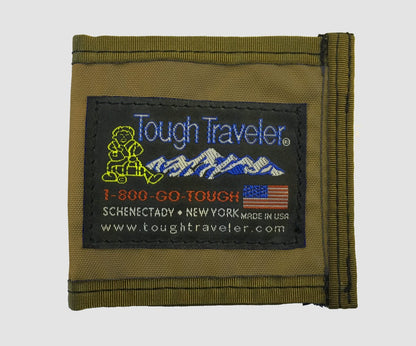 Tough Traveler®
1-800-GO-TOUGH
SCHENECTADY • NEW YORK MADE IN USA
www.toughtraveler.com